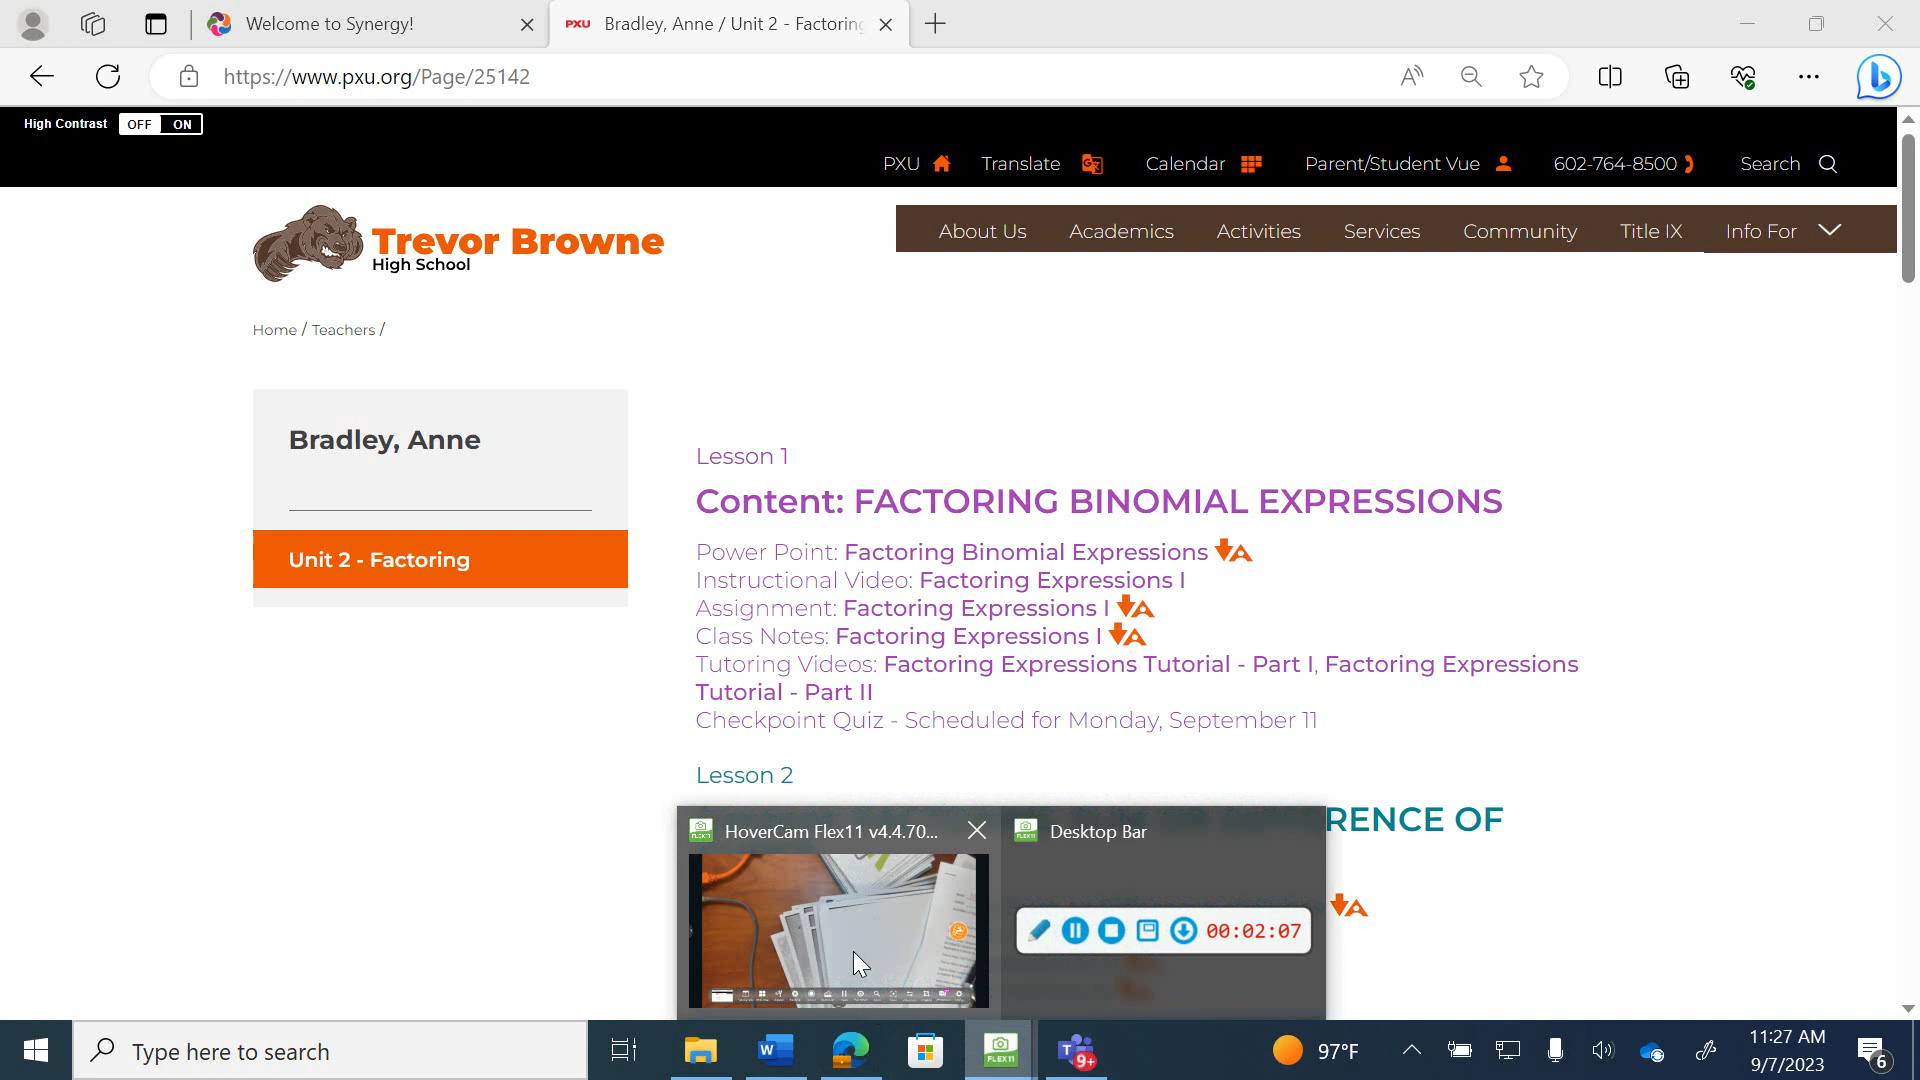 Welcome to Synergy!
PXU Bradley, Anne / Unit 2 - Factoring
https://www.pxu.org/Page/25142
High Contrast OFF ON
PXU Translate Calendar Parent/Student Vue 602-764-8500 Search
Trevor Browne
High School
About Us Academics Activities Services Community Title IX Info For
Home / Teachers /
Bradley, Anne
Unit 2 - Factoring
Lesson 1
Content: FACTORING BINOMIAL EXPRESSIONS
Power Point: Factoring Binomial Expressions
Instructional Video: Factoring Expressions I
Assignment: Factoring Expressions I
Class Notes: Factoring Expressions I
Tutoring Videos: Factoring Expressions Tutorial - Part I, Factoring Expressions
Tutorial - Part II
Checkpoint Quiz - Scheduled for Monday, September 11
Lesson 2
RENCE OF
HoverCam Flex11 v4.4.70...
Desktop Bar
00:02:07
Type here to search
FLEX11
9+
97°F
11:27 AM
9/7/2023
6